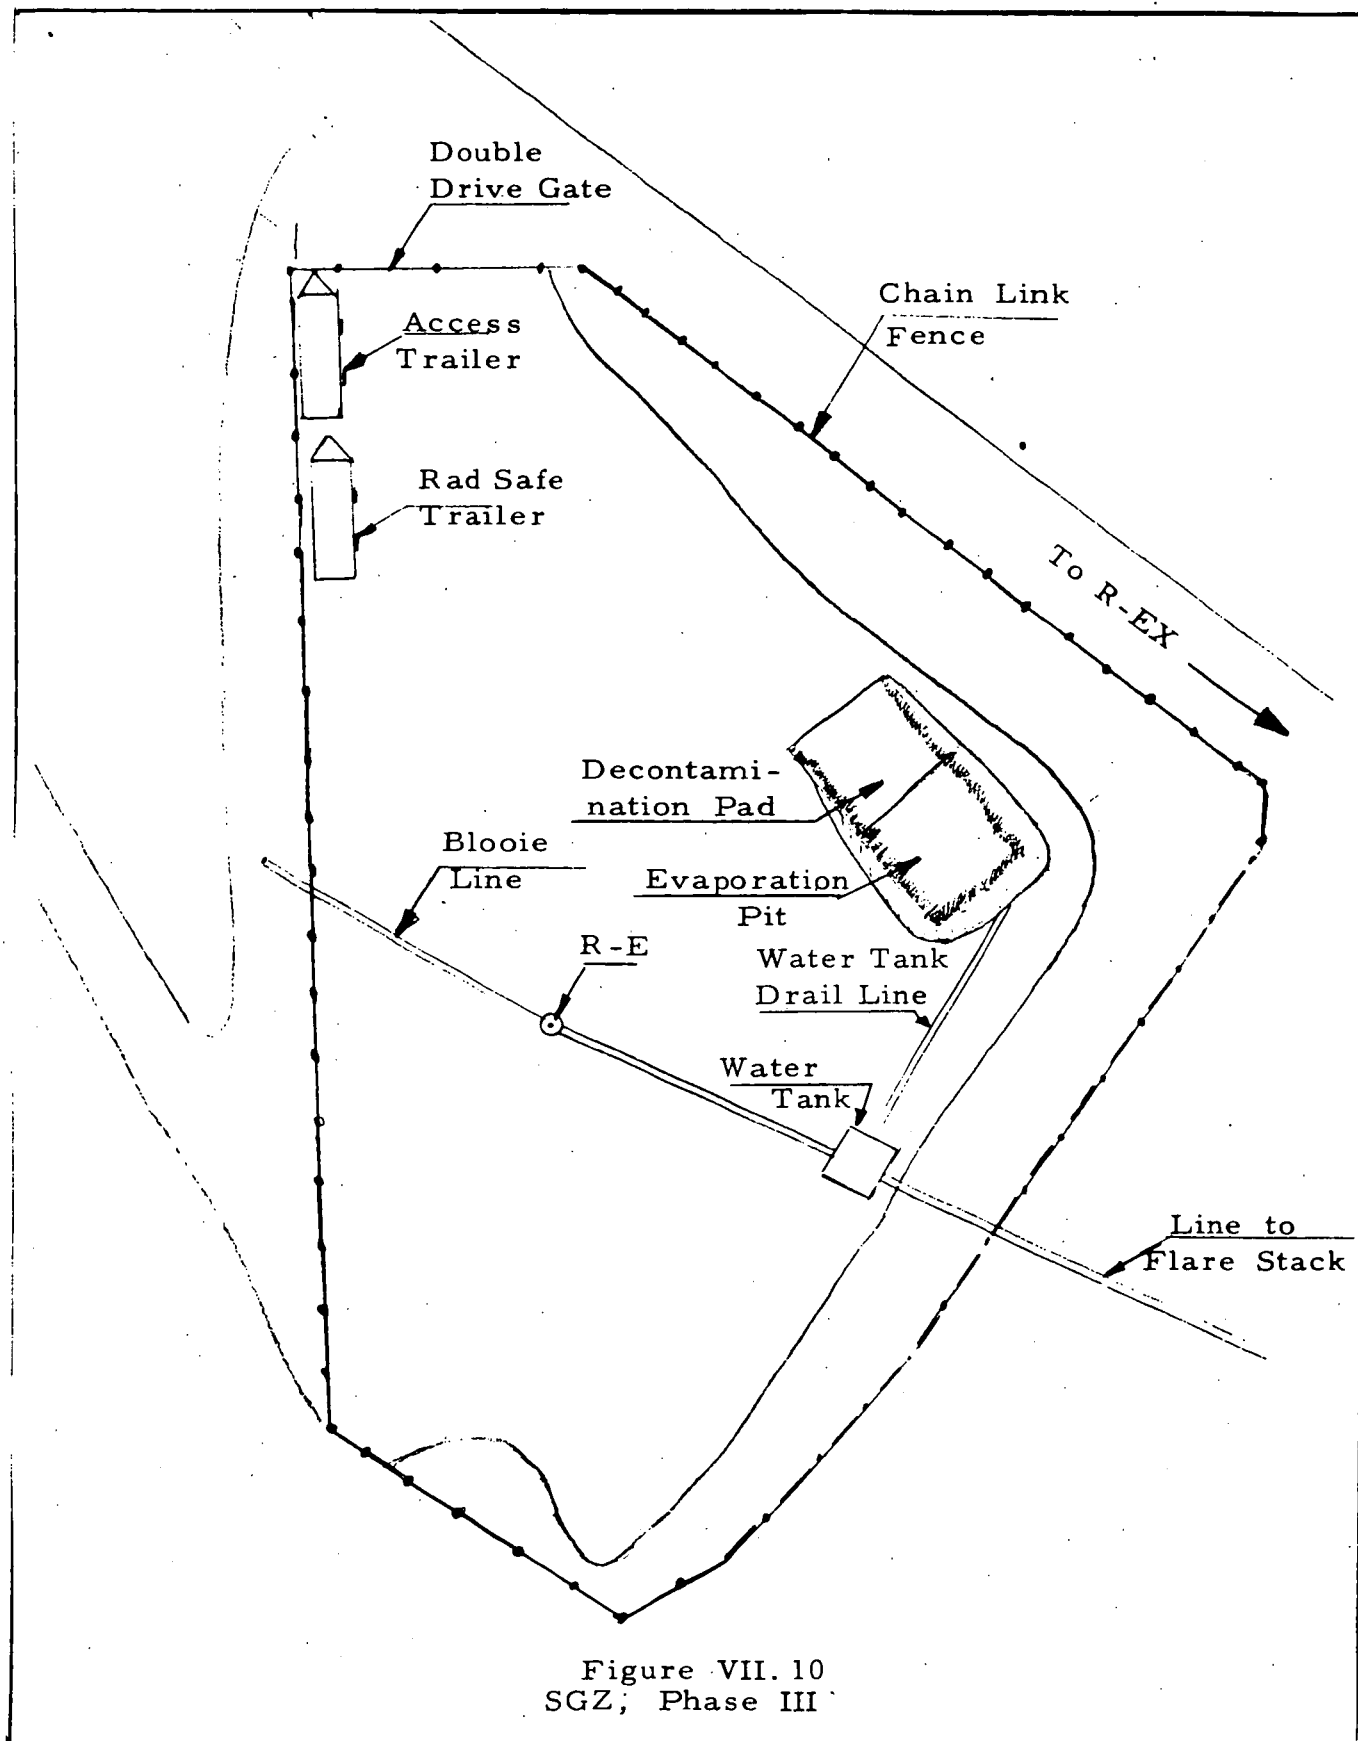 Double
Drive Gate
Chain Link
Fence
Access
Trailer
Rad Safe
Trailer
To R-EX
Decontami-
nation Pad
Blooie
Line
Evaporation
Pit
R-E
Water Tank
Drail Line
Water
Tank
Line to
Flare Stack
Figure VII. 10
SGZ, Phase III